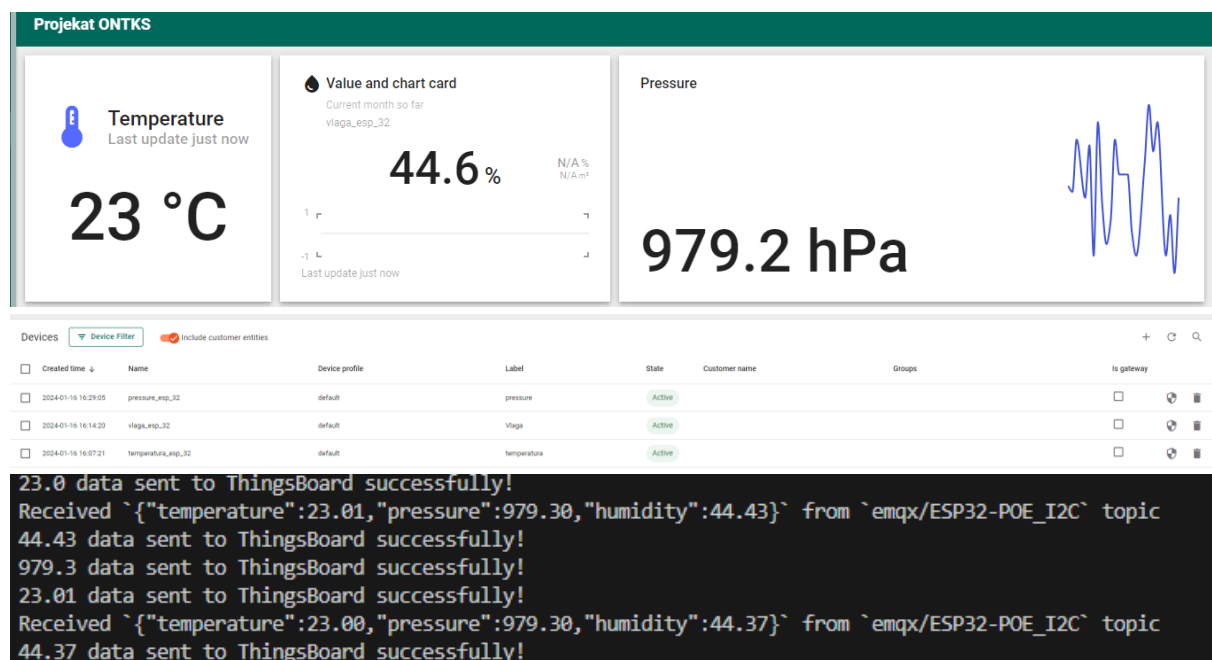 Projekat ONTKS
Temperature
Last update just now
23 °C
Value and chart card
Current month so far
vlaga_esp_32
44.6 %
N/A %
N/A m³
1
-1
Last update just now
Pressure
979.2 hPa
Devices Device Filter Include customer entities
Created time Name Device profile Label State Customer name Groups Is gateway
2024-01-16 16:29:05 pressure_esp_32 default pressure Active
2024-01-16 16:14:20 vlaga_esp_32 default Vlaga Active
2024-01-16 16:07:21 temperatura_esp_32 default temperatura Active
23.0 data sent to ThingsBoard successfully!
Received `{"temperature":23.01,"pressure":979.30,"humidity":44.43}` from `emqx/ESP32-POE_I2C` topic
44.43 data sent to ThingsBoard successfully!
979.3 data sent to ThingsBoard successfully!
23.01 data sent to ThingsBoard successfully!
Received `{"temperature":23.00,"pressure":979.30,"humidity":44.37}` from `emqx/ESP32-POE_I2C` topic
44.37 data sent to ThingsBoard successfully!